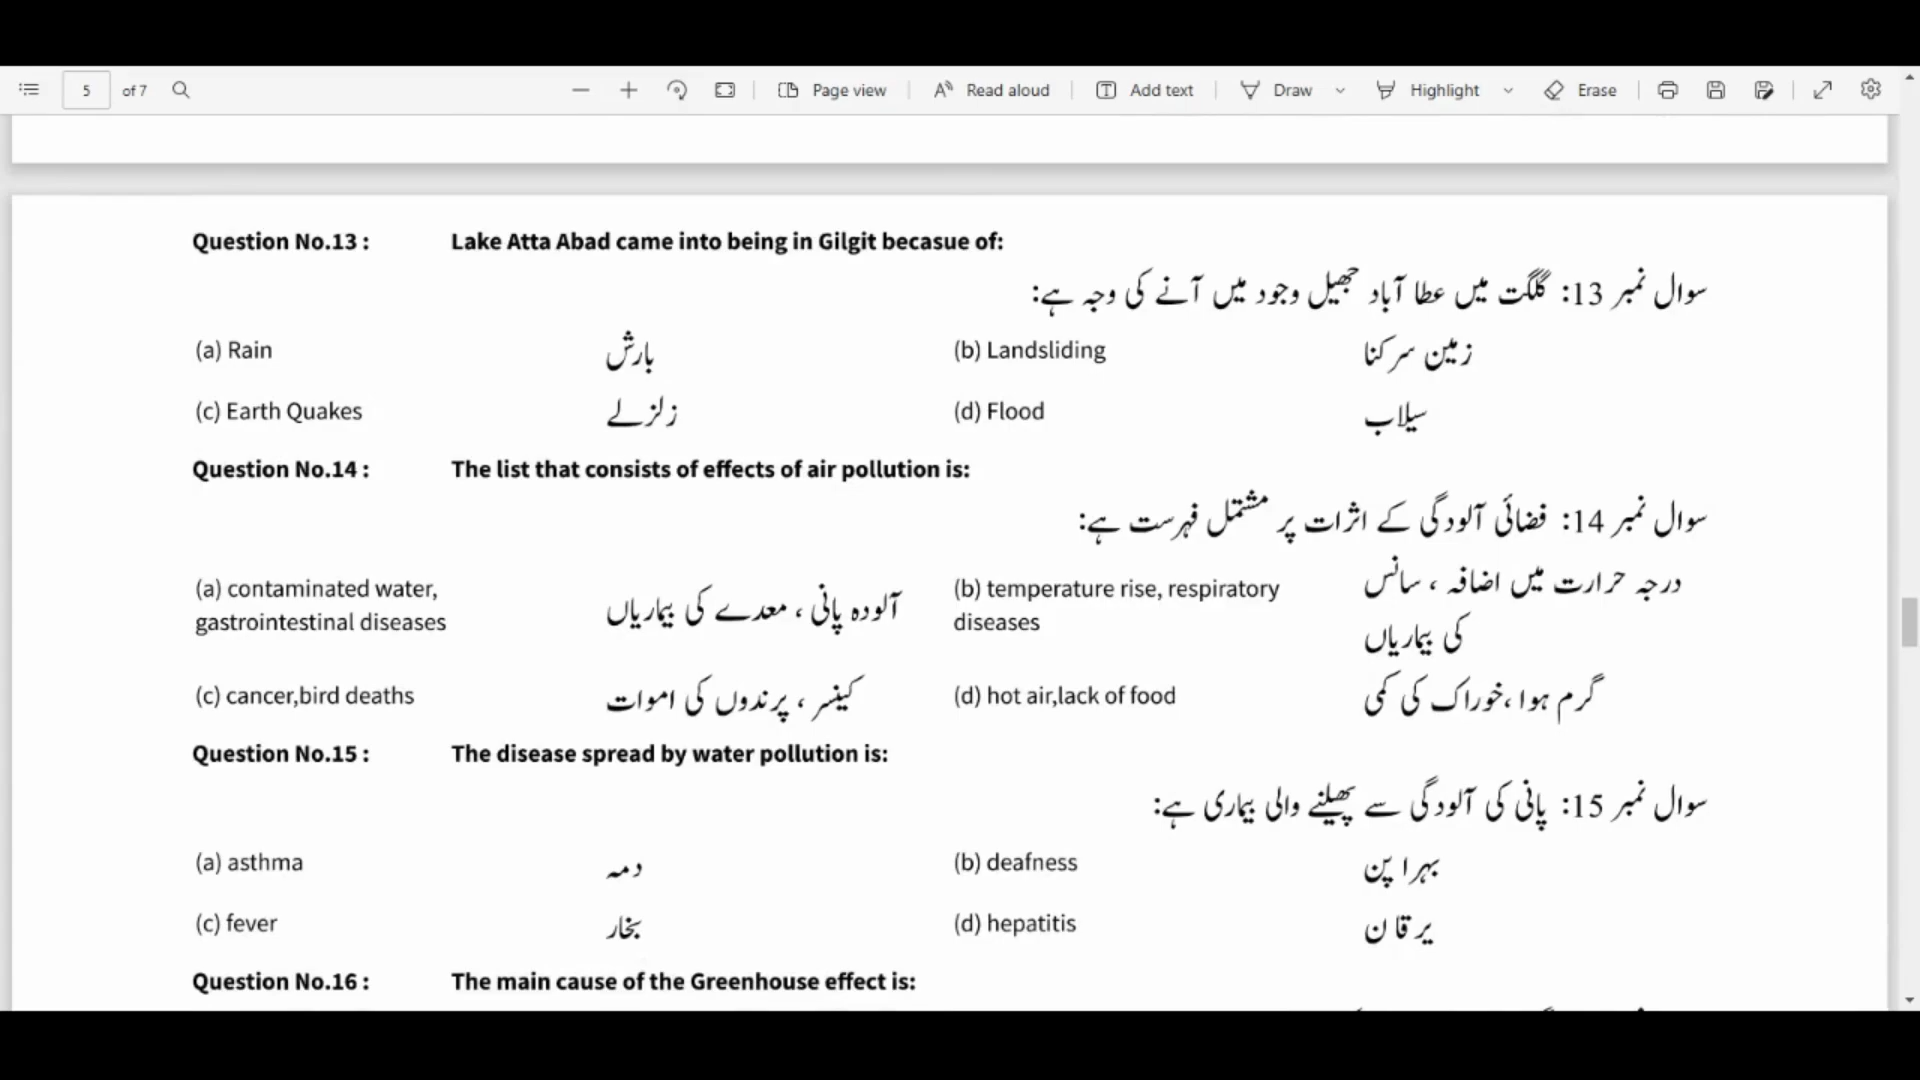 5 of 7 Page view Read aloud Add text Draw Highlight Erase
Question No.13 : Lake Atta Abad came into being in Gilgit becasue of:
سوال نمبر 13: گلگت میں عطا آباد جھیل وجود میں آنے کی وجہ ہے:
(a) Rain بارش (b) Landsliding زمین سرکنا
(c) Earth Quakes زلزلے (d) Flood سیلاب
Question No.14 : The list that consists of effects of air pollution is:
سوال نمبر 14: فضائی آلودگی کے اثرات پر مشتمل فہرست ہے:
(a) contaminated water, آلودہ پانی ، معدے کی بیماریاں (b) temperature rise, respiratory درجہ حرارت میں اضافہ ، سانس
gastrointestinal diseases diseases کی بیماریاں
(c) cancer,bird deaths کینسر ، پرندوں کی اموات (d) hot air,lack of food گرم ہوا ،خوراک کی کمی
Question No.15 : The disease spread by water pollution is:
سوال نمبر 15: پانی کی آلودگی سے پھیلنے والی بیماری ہے:
(a) asthma دمہ (b) deafness بہرا پن
(c) fever بخار (d) hepatitis یرقان
Question No.16 : The main cause of the Greenhouse effect is: